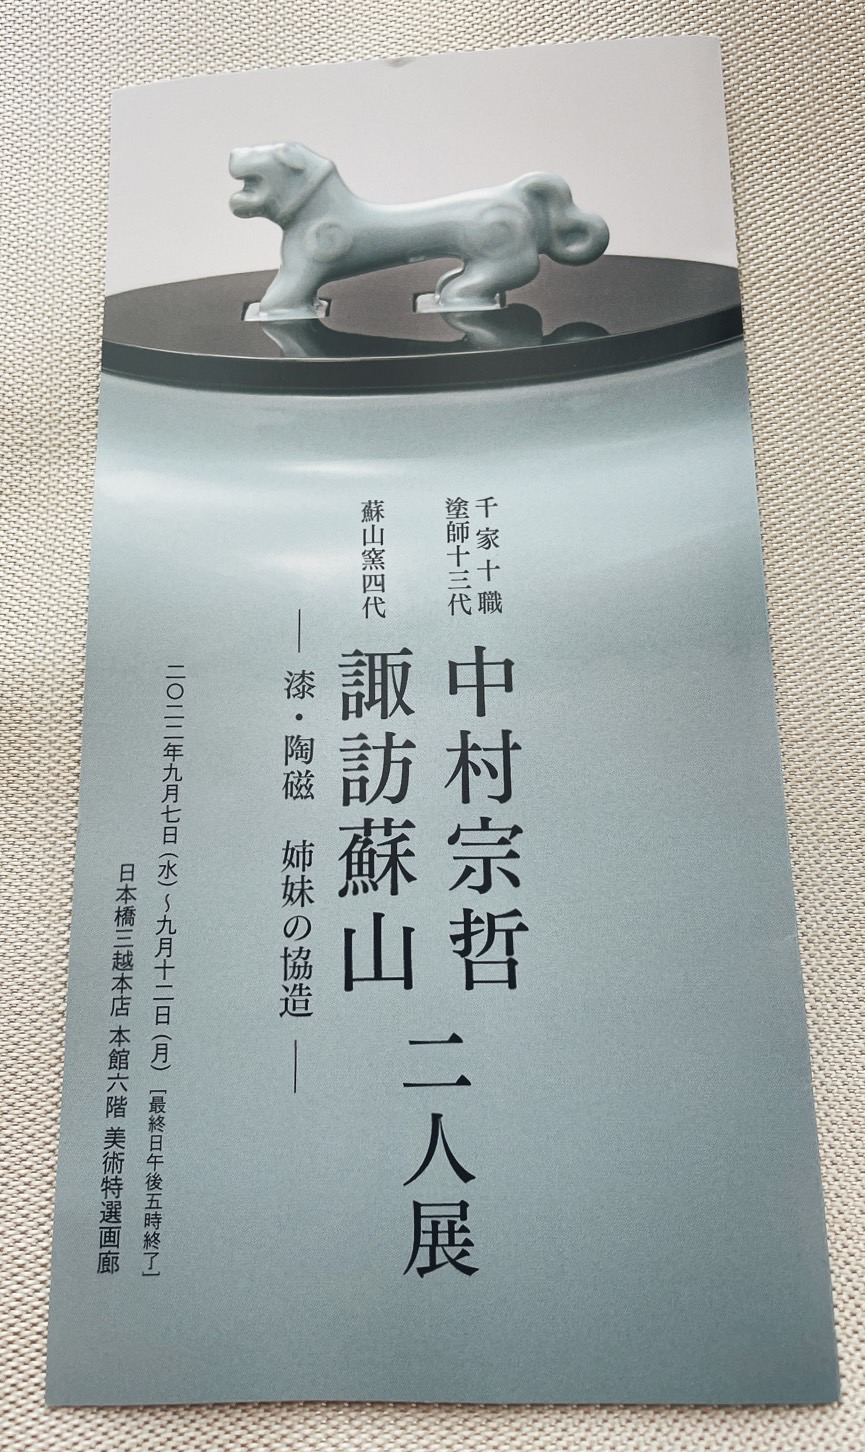 千家十職
塗師十三代
中村宗哲
蘇山窯四代
諏訪蘇山
二人展
― 漆・陶磁 姉妹の協造 ―
二〇二二年九月七日(水)〜九月十二日(月)[最終日午後五時終了]
日本橋三越本店 本館六階 美術特選画廊